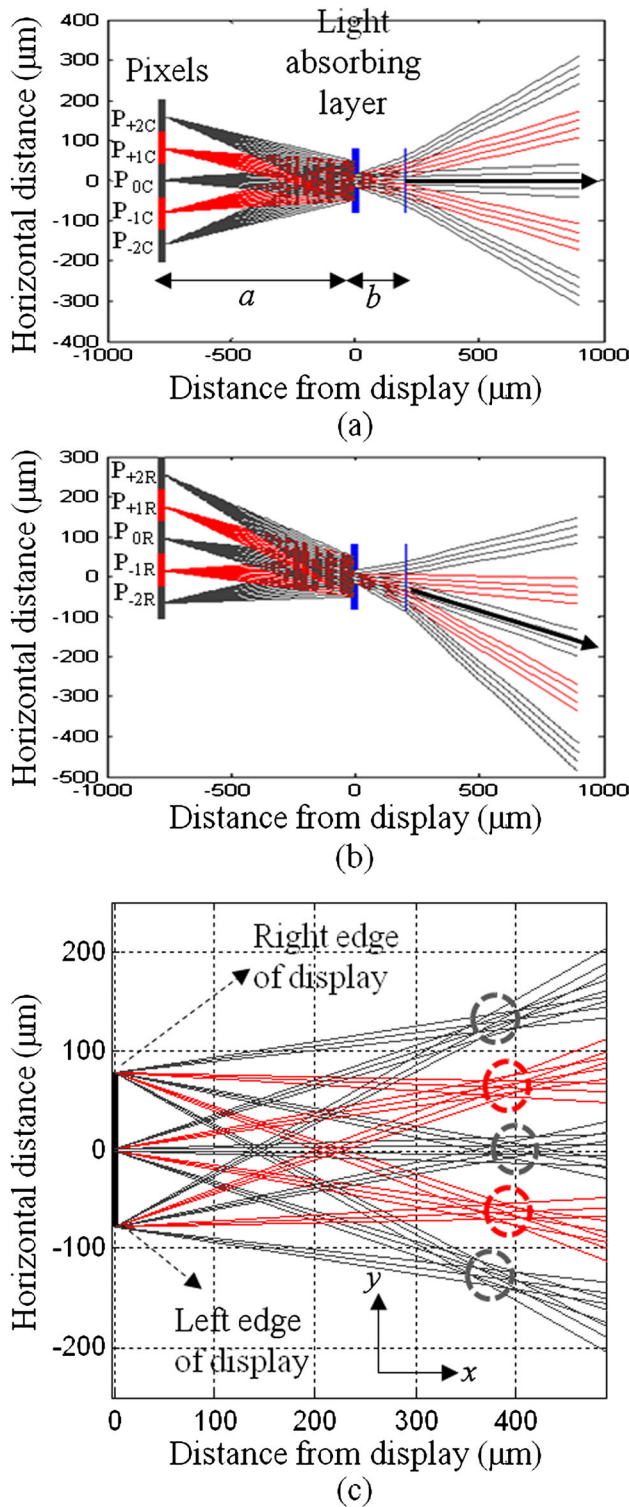 400
300
200
100
0
-100
-200
-300
-400
Horizontal distance (μm)
Pixels
Light
absorbing
layer
P+2C
P+1C
P0C
P-1C
P-2C
a
b
-1000
-500
0
500
1000
Distance from display (μm)
(a)
300
200
100
0
-100
-200
-300
-400
-500
Horizontal distance (μm)
P+2R
P+1R
P0R
P-1R
P-2R
-1000
-500
0
500
1000
Distance from display (μm)
(b)
200
100
0
-100
-200
Horizontal distance (μm)
Right edge
of display
Left edge
of display
y
x
0
100
200
300
400
Distance from display (μm)
(c)